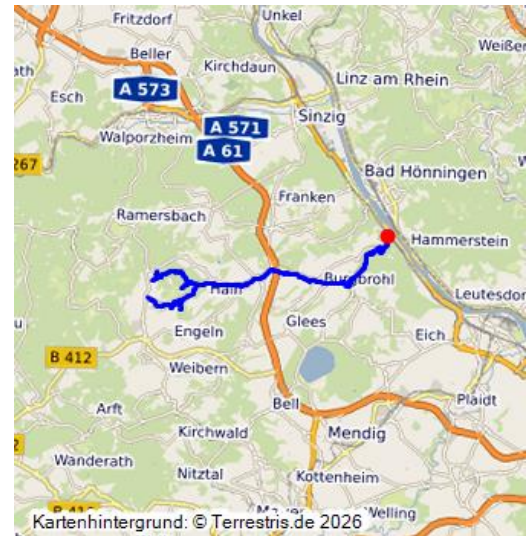 Fritzdorf
Unkel
Beller
Kirchdaun
Weißer
ath
Linz am Rhein
Esch
A 573
Sinzig
A 571
Walporzheim
A 61
267
Bad Hönningen
Franken
Ramersbach
Hammerstein
Hain
Burgbrohl
Leutesdor
Engeln
Glees
Eich
B 412
Weibern
Plaidt
Arft
Bell
Kirchwald
Mendig
Wanderath
Nitztal
Kottenheim
Welling
Kartenhintergrund: © Terrestris.de 2026